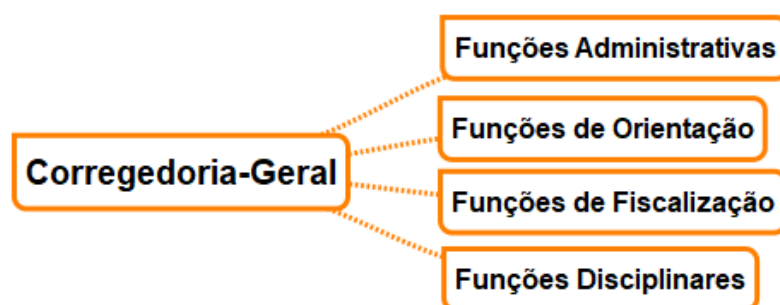 Funções Administrativas
Funções de Orientação
Corregedoria-Geral
Funções de Fiscalização
Funções Disciplinares